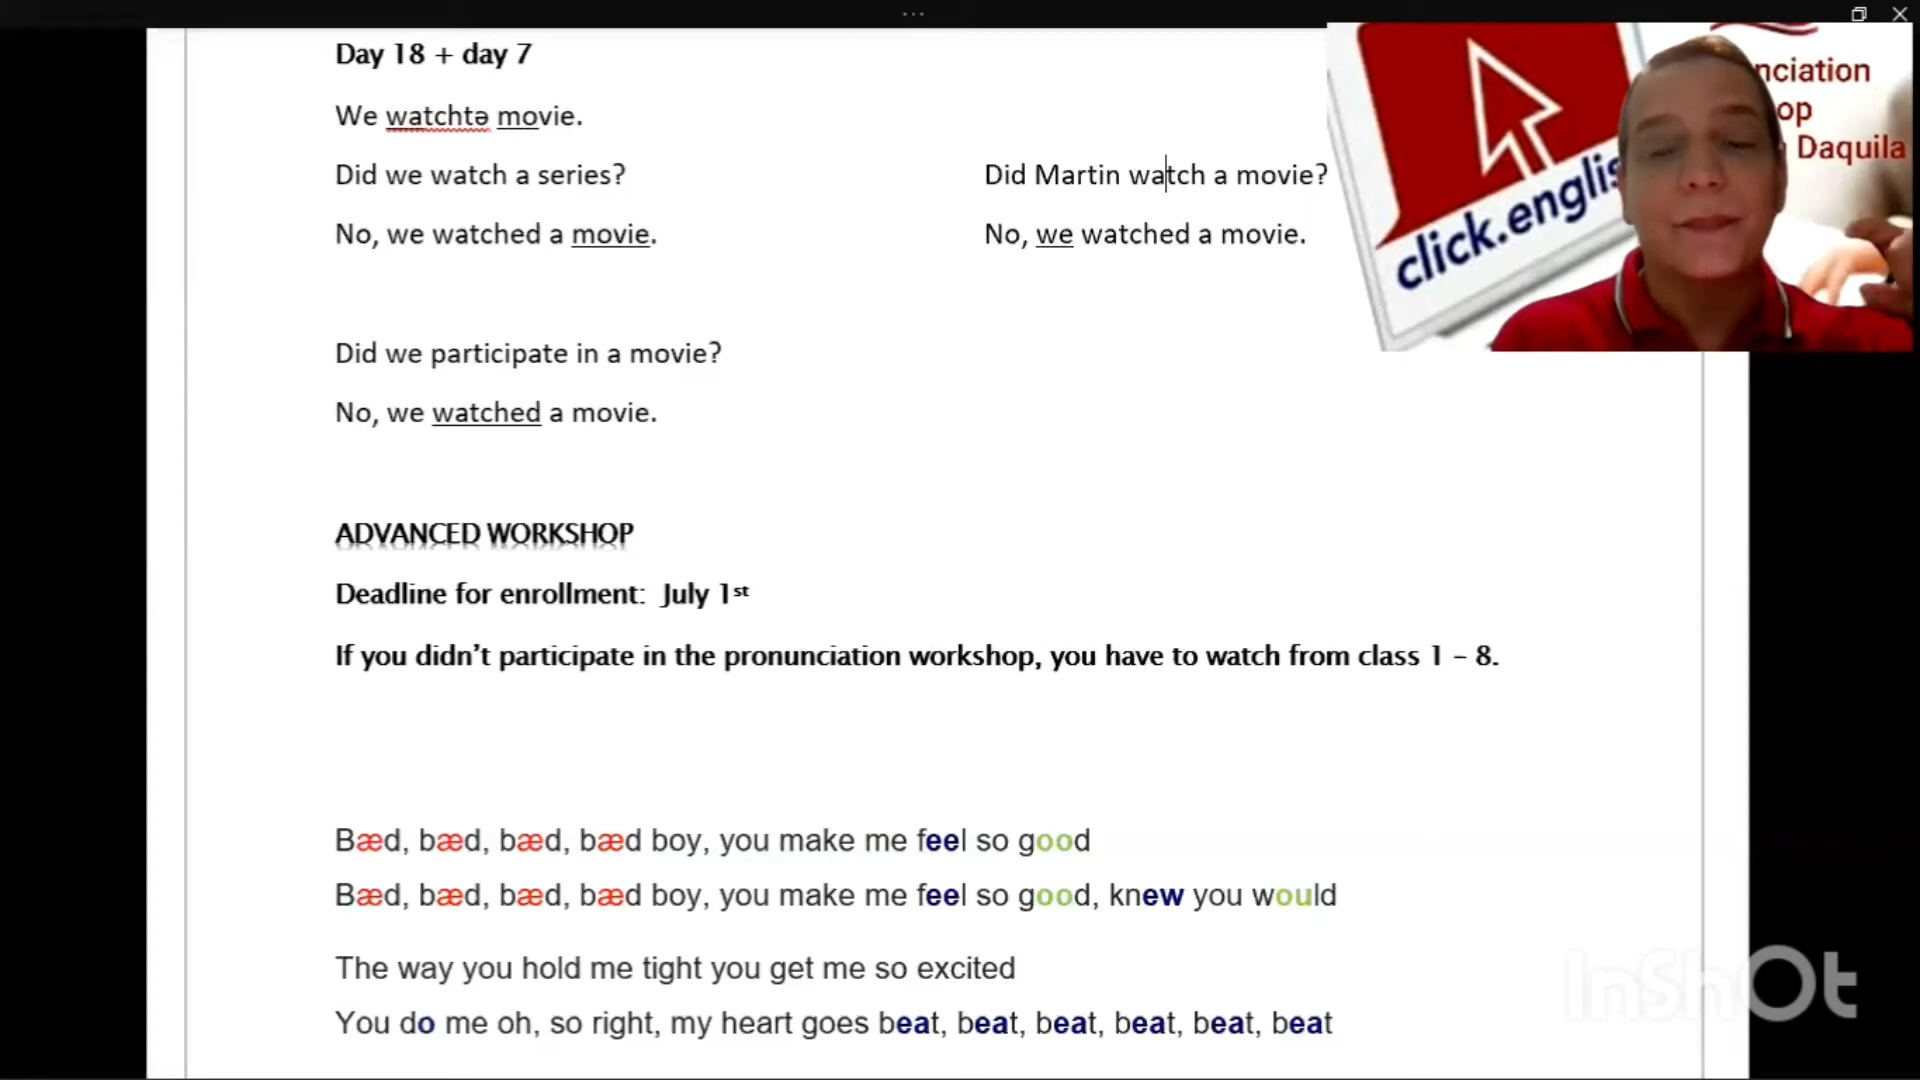 Day 18 + day 7
We watchtə movie.
Did we watch a series?
Did Martin watch a movie?
No, we watched a movie.
No, we watched a movie.
Did we participate in a movie?
No, we watched a movie.
ADVANCED WORKSHOP
Deadline for enrollment: July 1st
If you didn't participate in the pronunciation workshop, you have to watch from class 1 – 8.
Bæd, bæd, bæd, bæd boy, you make me feel so good
Bæd, bæd, bæd, bæd boy, you make me feel so good, knew you would
The way you hold me tight you get me so excited
You do me oh, so right, my heart goes beat, beat, beat, beat, beat, beat
click.englis
nciation
op
Daquila
InShOt